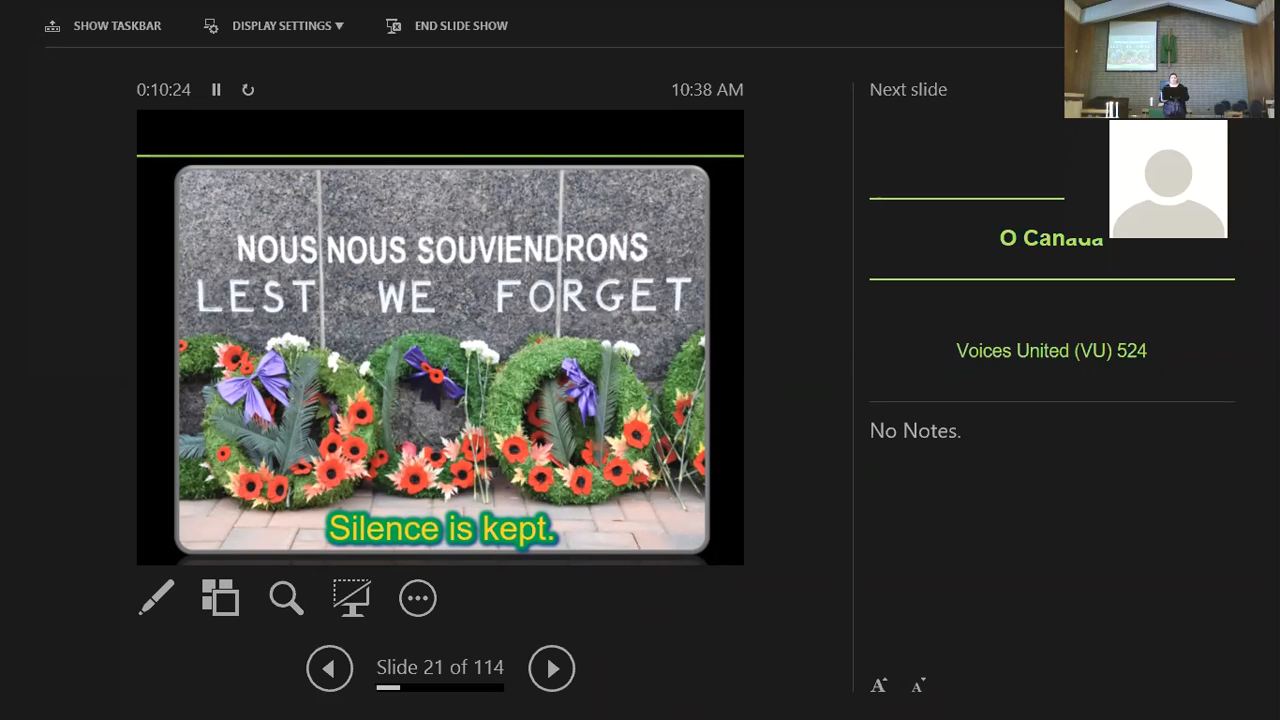 SHOW TASKBAR
DISPLAY SETTINGS ▼
END SLIDE SHOW
0:10:24
10:38 AM
Next slide
NOUS NOUS SOUVIENDRONS
LEST WE FORGET
Silence is kept.
O Canada
Voices United (VU) 524
No Notes.
Slide 21 of 114
A
A